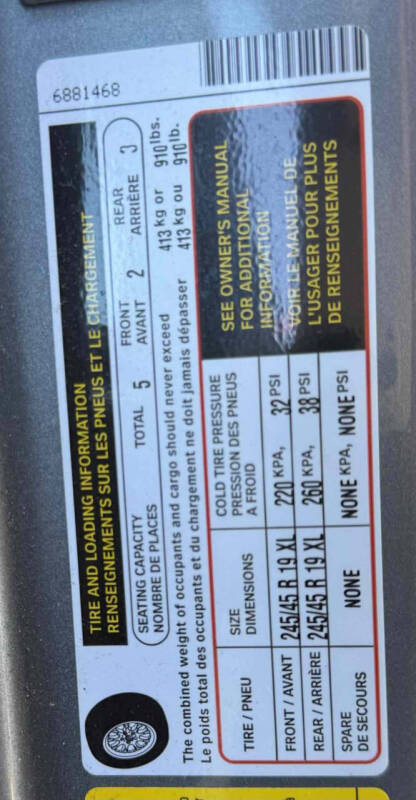 6881468
TIRE AND LOADING INFORMATION
RENSEIGNEMENTS SUR LES PNEUS ET LE CHARGEMENT
SEATING CAPACITY
NOMBRE DE PLACES
TOTAL 5
FRONT
AVANT 2
REAR
ARRIÈRE 3
The combined weight of occupants and cargo should never exceed 413 kg or 910 lbs.
Le poids total des occupants et du chargement ne doit jamais dépasser 413 kg ou 910 lb.
TIRE / PNEU
SIZE
DIMENSIONS
COLD TIRE PRESSURE
PRESSION DES PNEUS
A FROID
FRONT / AVANT 245/45 R 19 XL 220 KPA, 32 PSI
REAR / ARRIÈRE 245/45 R 19 XL 260 KPA, 38 PSI
SPARE
DE SECOURS
NONE NONE KPA, NONE PSI
SEE OWNER'S MANUAL
FOR ADDITIONAL
INFORMATION
VOIR LE MANUEL DE
L'USAGER POUR PLUS
DE RENSEIGNEMENTS